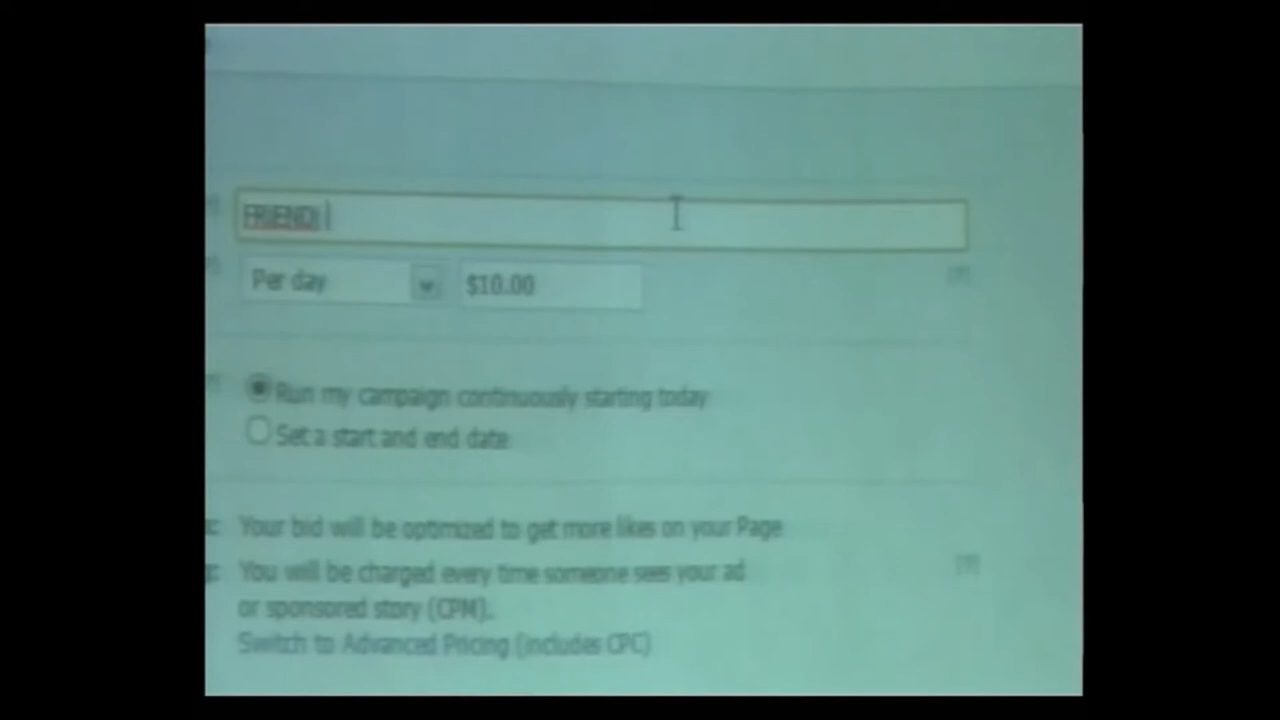 Per day $10.00
Run my campaign continuously starting today
Set a start and end date
Your bid will be optimized to get more likes on your Page
You will be charged every time someone sees your ad
or sponsored story (CPM).
Switch to Advanced Pricing (includes CPC)